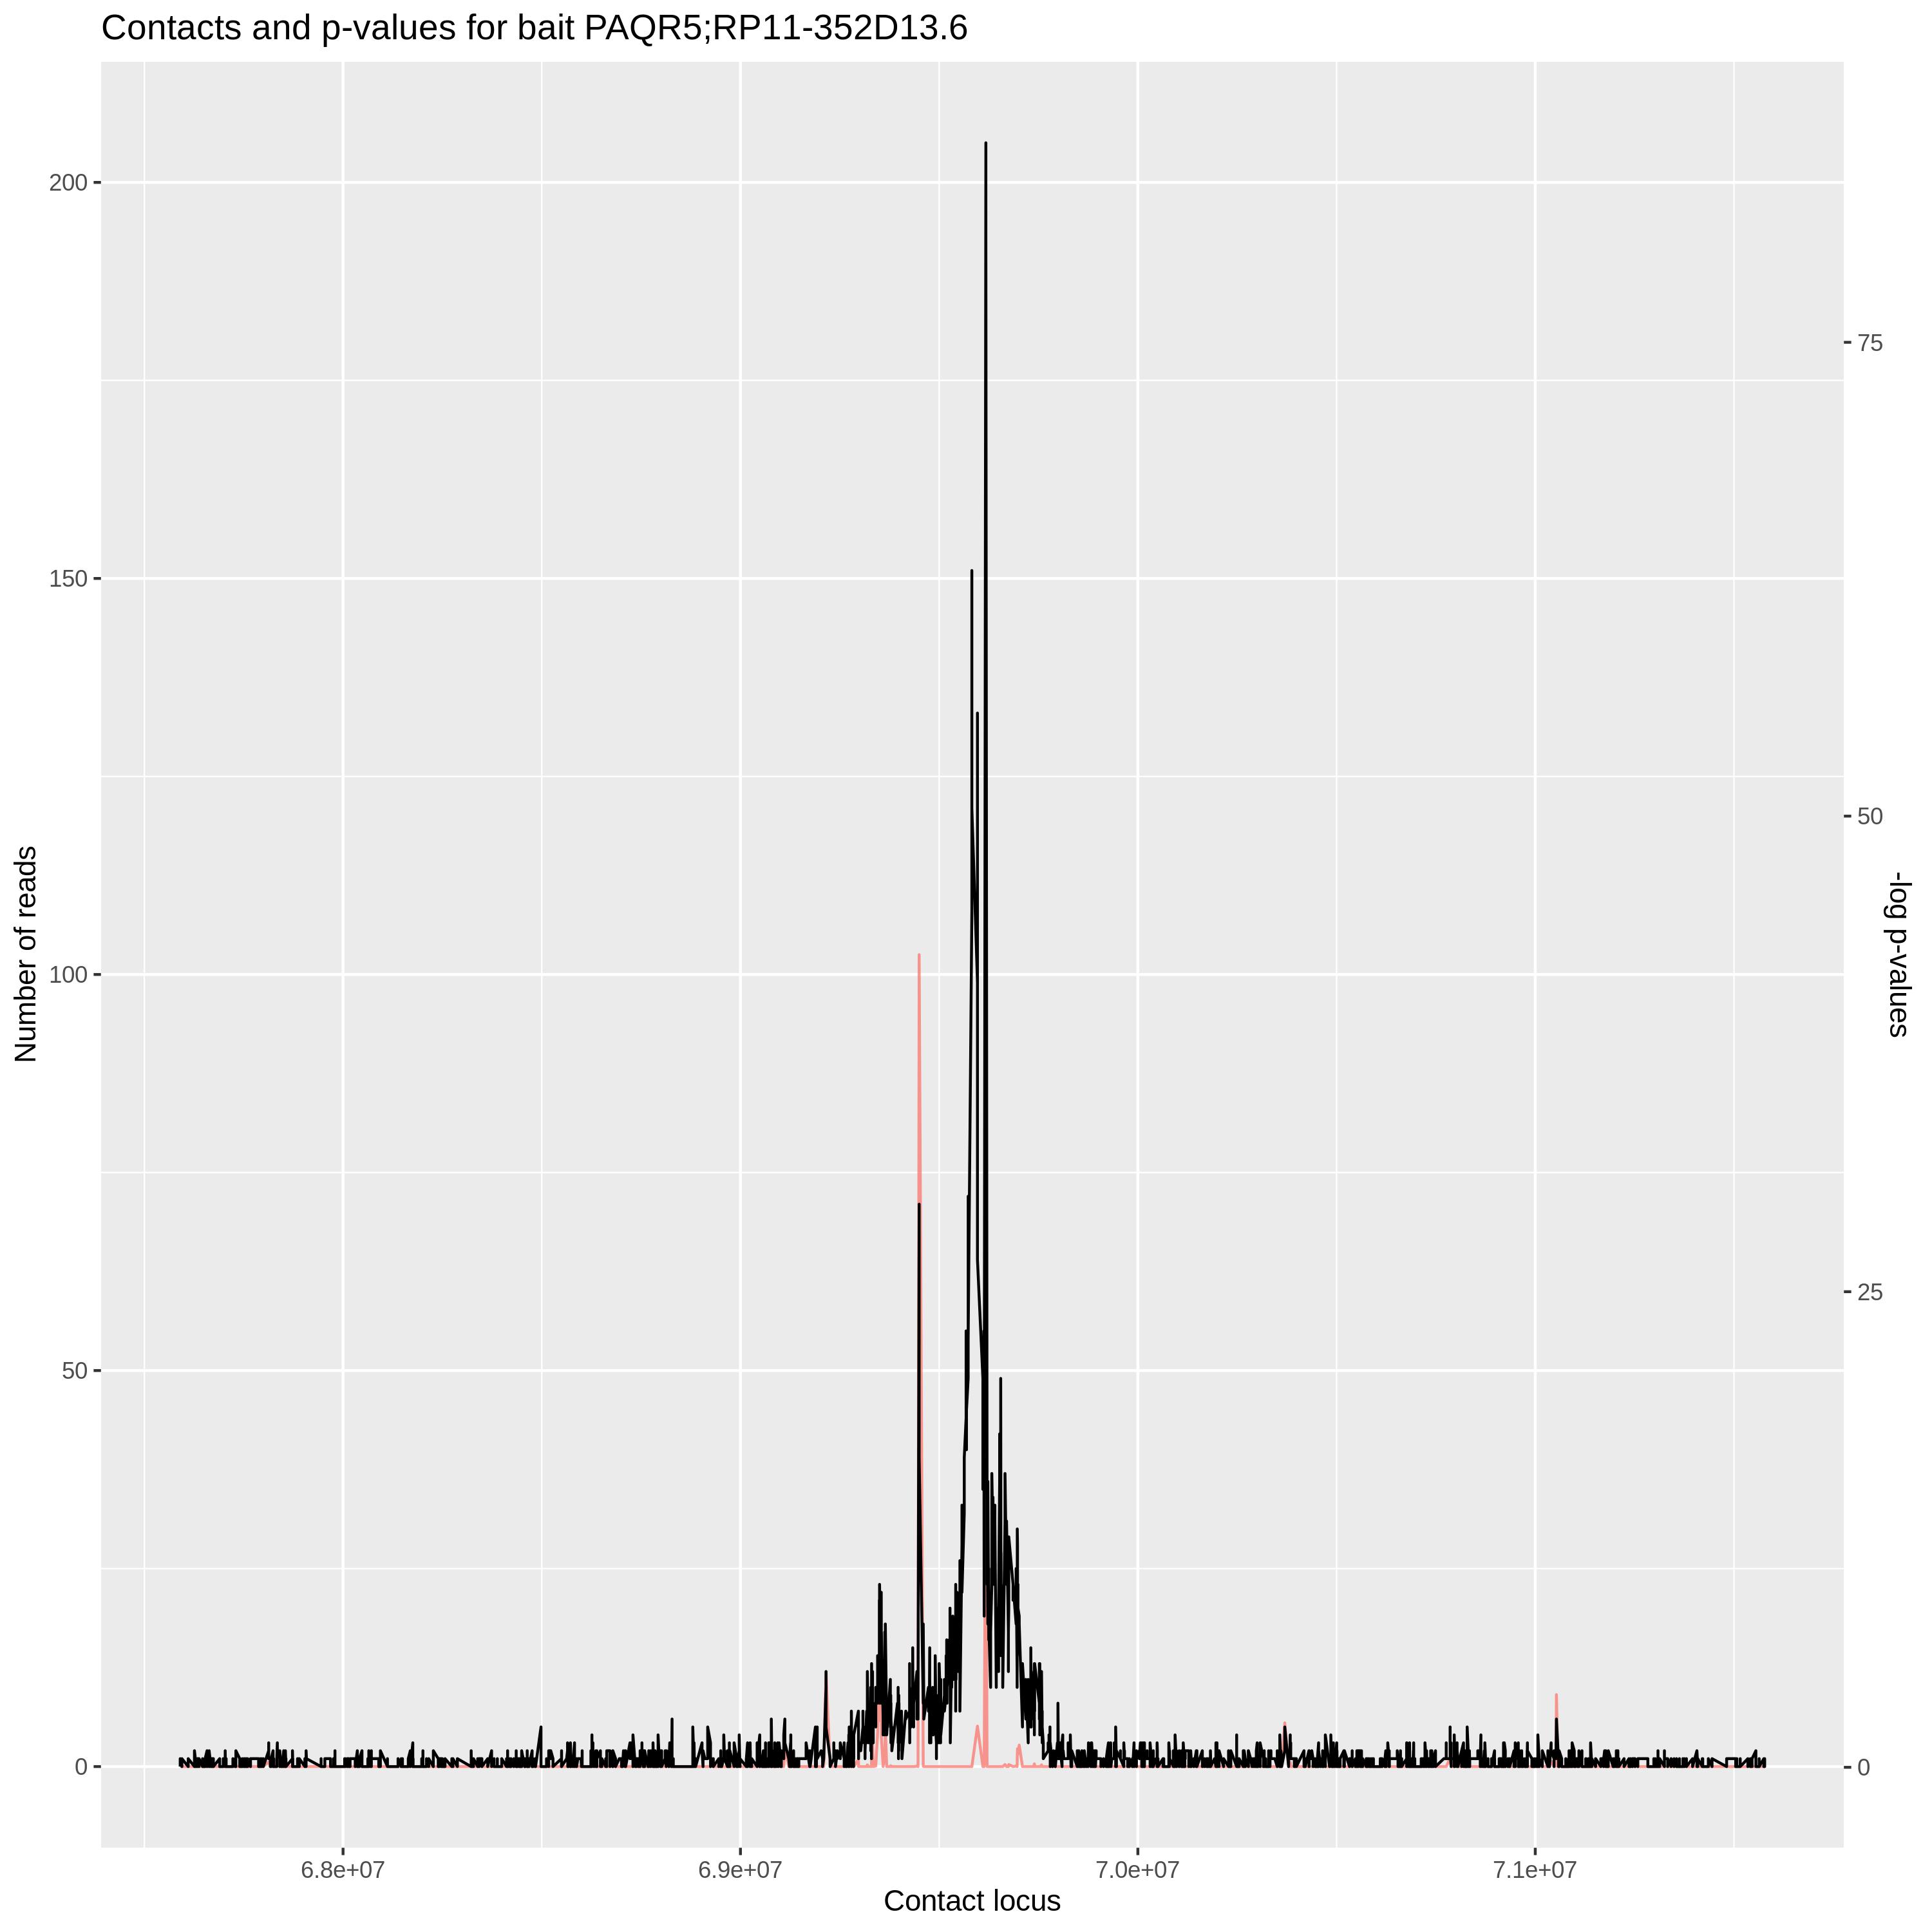 Contacts and p-values for bait PAQR5;RP11-352D13.6
200
150
100
50
0
Number of reads
75
50
25
0
-log p-values
6.8e+07
6.9e+07
7.0e+07
7.1e+07
Contact locus